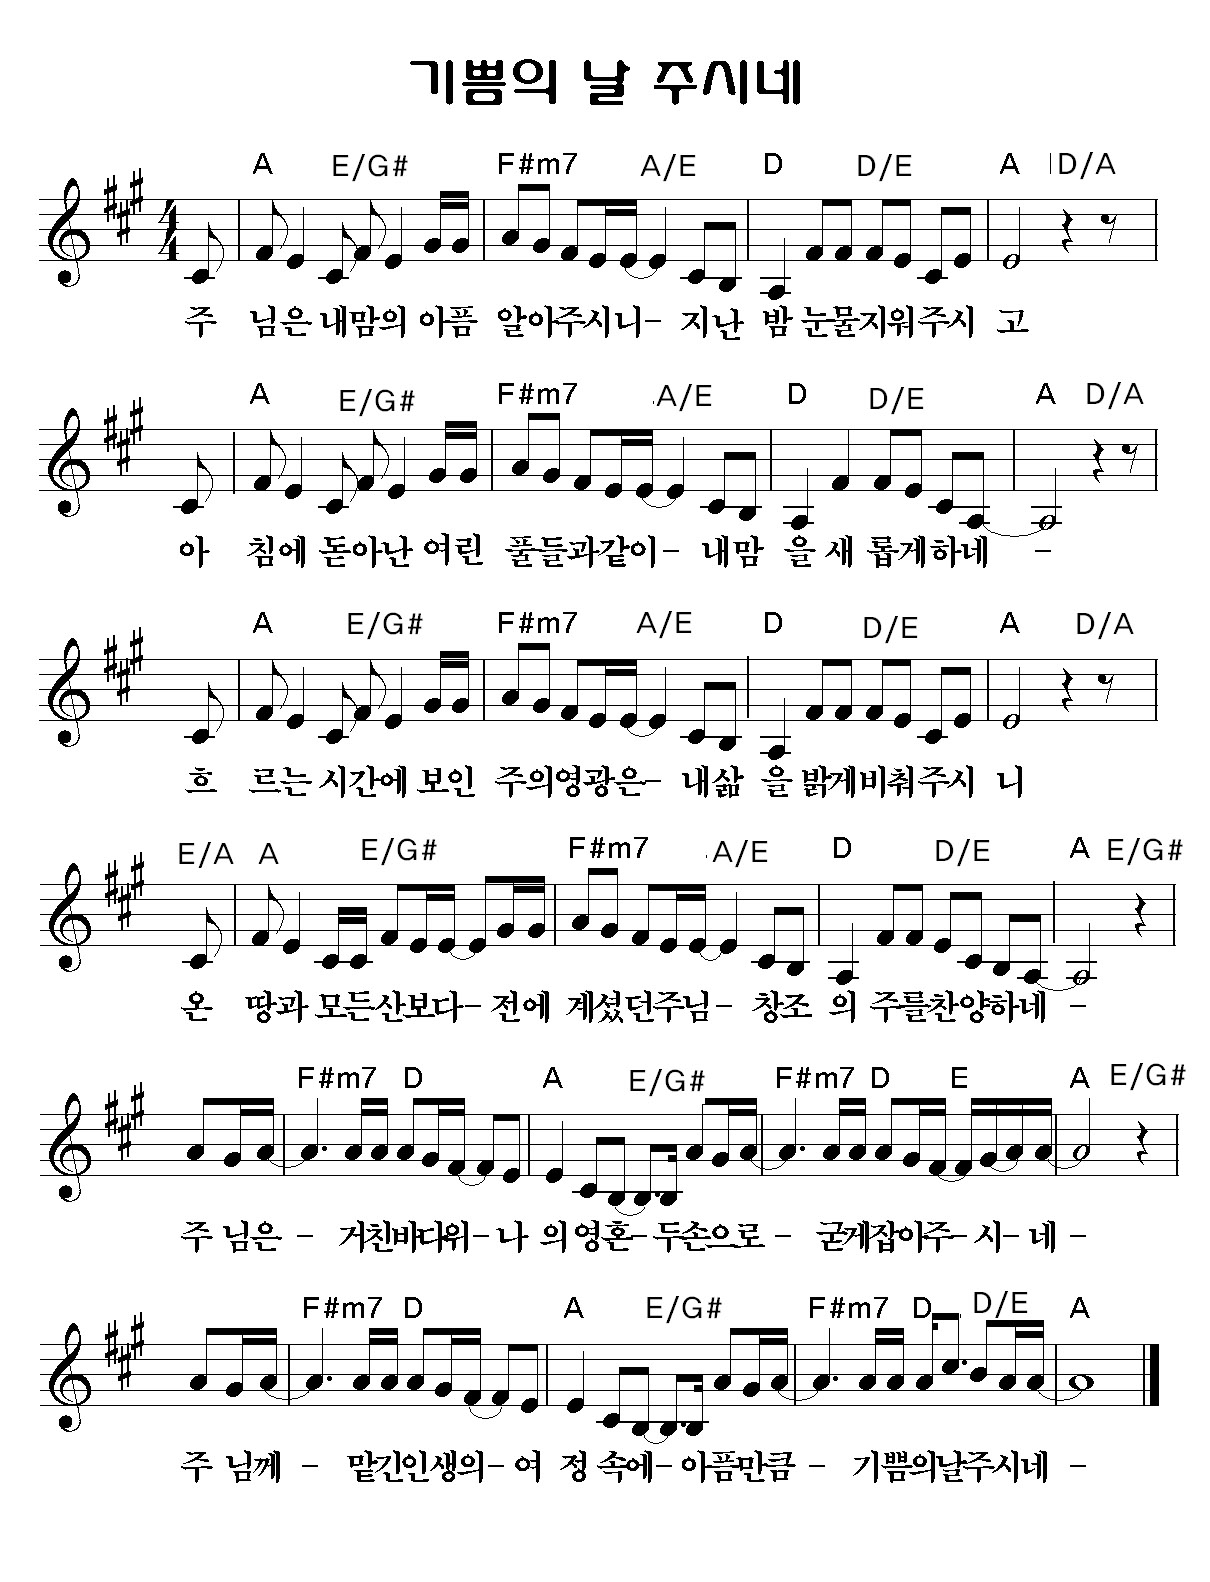 기쁨의 날 주시네
A E/G# F#m7 A/E D D/E A D/A
4/4
주 님은 내맘의 아픔 알아주시니- 지난 밤 눈물지워주시 고
A E/G# F#m7 A/E D D/E A D/A
아 침에 돋아난 여린 풀들과같이- 내맘 을 새 롭게하네 -
A E/G# F#m7 A/E D D/E A D/A
흐 르는 시간에 보인 주의영광은- 내삶 을 밝게비춰주시 니
E/A A E/G# F#m7 A/E D D/E A E/G#
온 땅과 모든산보다- 전에 계셨던주님- 창조 의 주를찬양하네 -
F#m7 D A E/G# F#m7 D E A E/G#
주 님은 - 거친바다위- 나 의영혼- 두손으로 - 굳게잡아주- 시- 네 -
F#m7 D A E/G# F#m7 D D/E A
주 님께 - 맡긴인생의- 여 정 속에- 아픔만큼 - 기쁨의날주시네 -